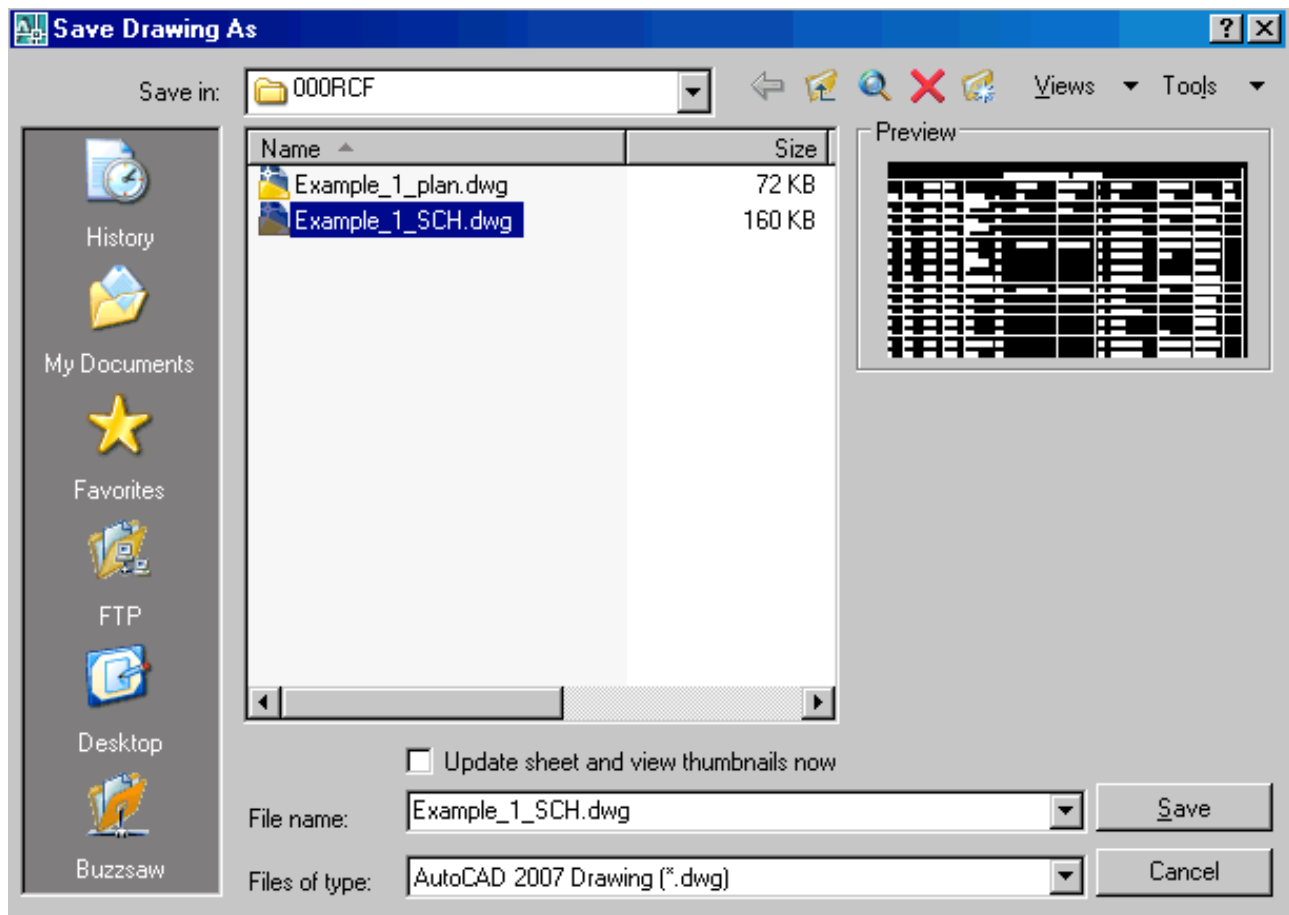 Save Drawing As
Save in: 000RCF Views Tools
Name Size
Example_1_plan.dwg 72 KB
Example_1_SCH.dwg 160 KB
Preview
History
My Documents
Favorites
FTP
Desktop
Buzzsaw
Update sheet and view thumbnails now
File name: Example_1_SCH.dwg Save
Files of type: AutoCAD 2007 Drawing (*.dwg) Cancel